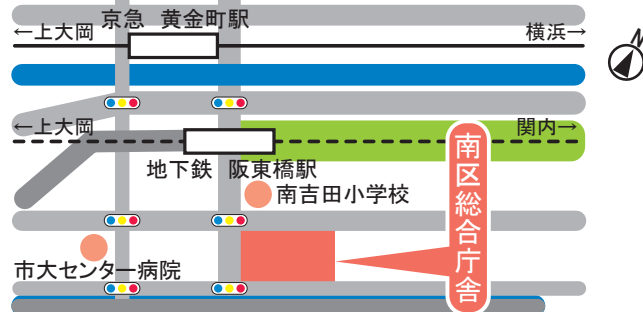 京急 黄金町駅
←上大岡
横浜→
N
←上大岡
関内→
地下鉄 阪東橋駅
南吉田小学校
南区総合庁舎
市大センター病院